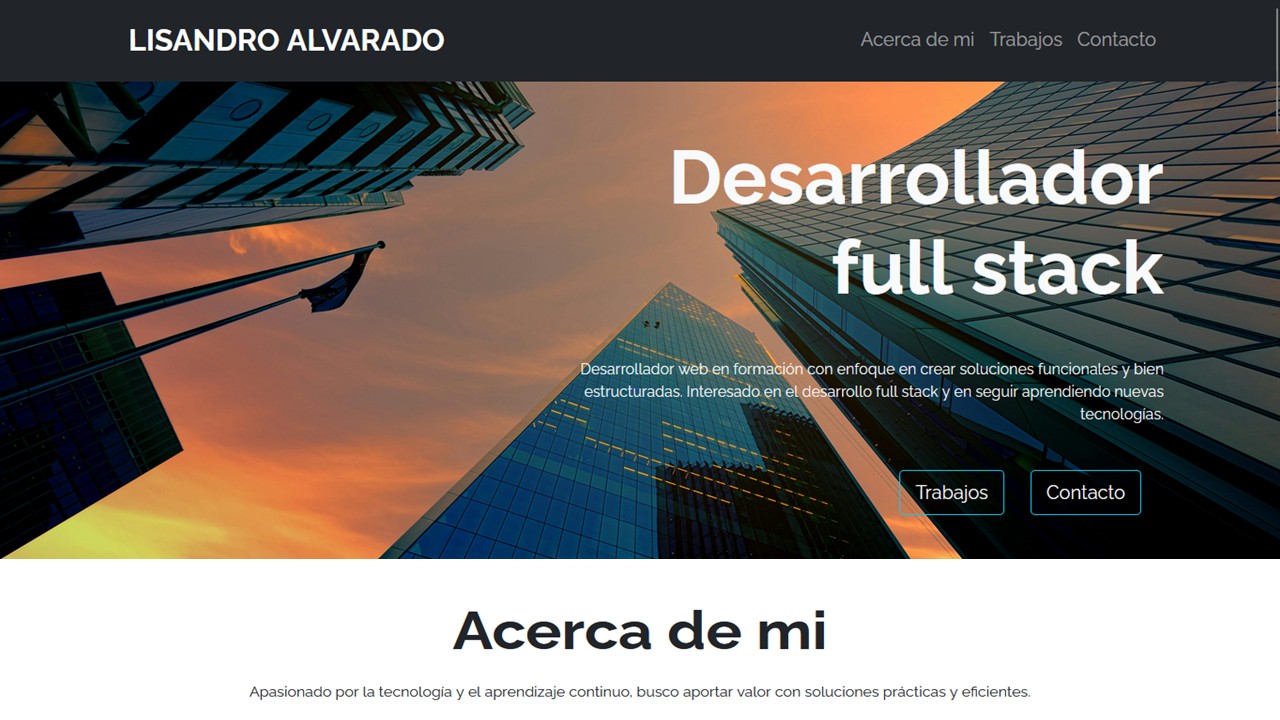 LISANDRO ALVARADO
Acerca de mi Trabajos Contacto
Desarrollador
full stack
Desarrollador web en formación con enfoque en crear soluciones funcionales y bien
estructuradas. Interesado en el desarrollo full stack y en seguir aprendiendo nuevas
tecnologías.
Trabajos Contacto
Acerca de mi
Apasionado por la tecnología y el aprendizaje continuo, busco aportar valor con soluciones prácticas y eficientes.